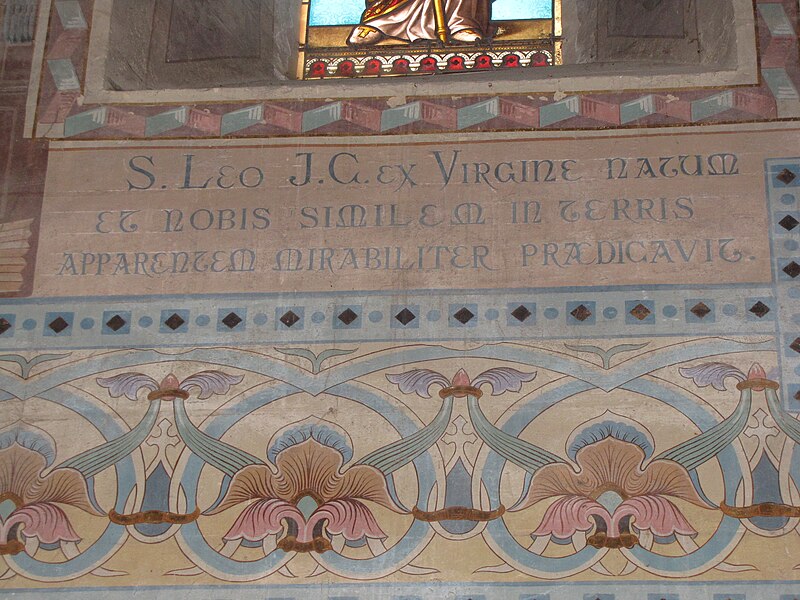 S. LEO J.C. EX VIRGINE NATUM
ET NOBIS SIMILEM IN TERRIS
APPARENTEM MIRABILITER PRÆDICAVIT.